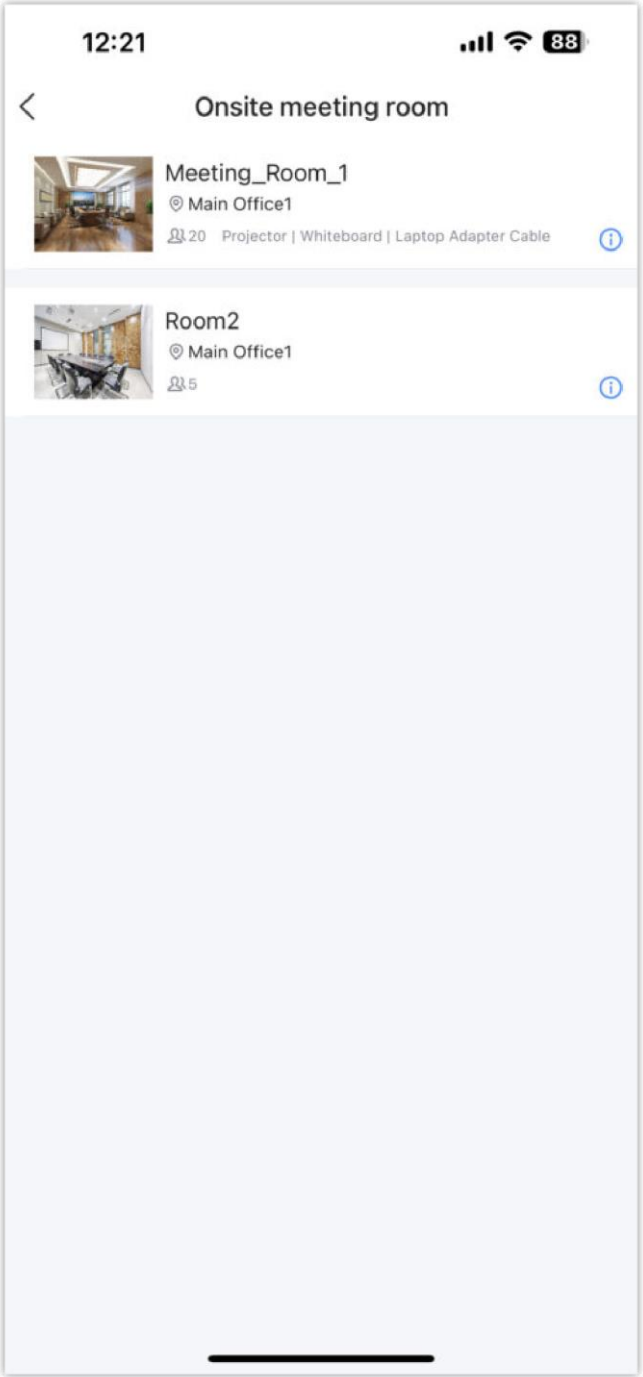 12:21 88
Onsite meeting room
Meeting_Room_1
Main Office1
20 Projector | Whiteboard | Laptop Adapter Cable
Room2
Main Office1
5